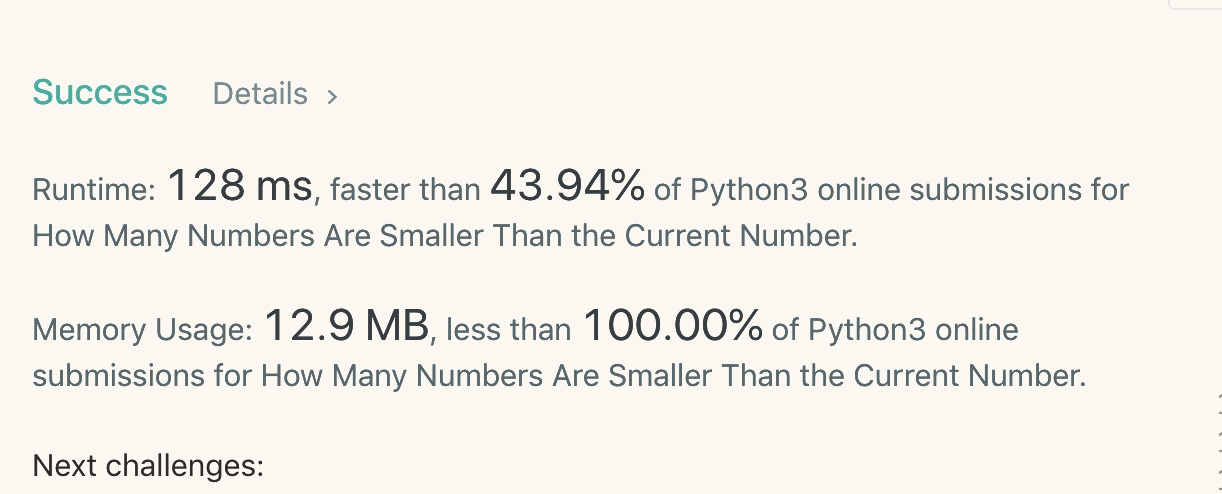 Success Details >
Runtime: 128 ms, faster than 43.94% of Python3 online submissions for
How Many Numbers Are Smaller Than the Current Number.
Memory Usage: 12.9 MB, less than 100.00% of Python3 online
submissions for How Many Numbers Are Smaller Than the Current Number.
Next challenges: